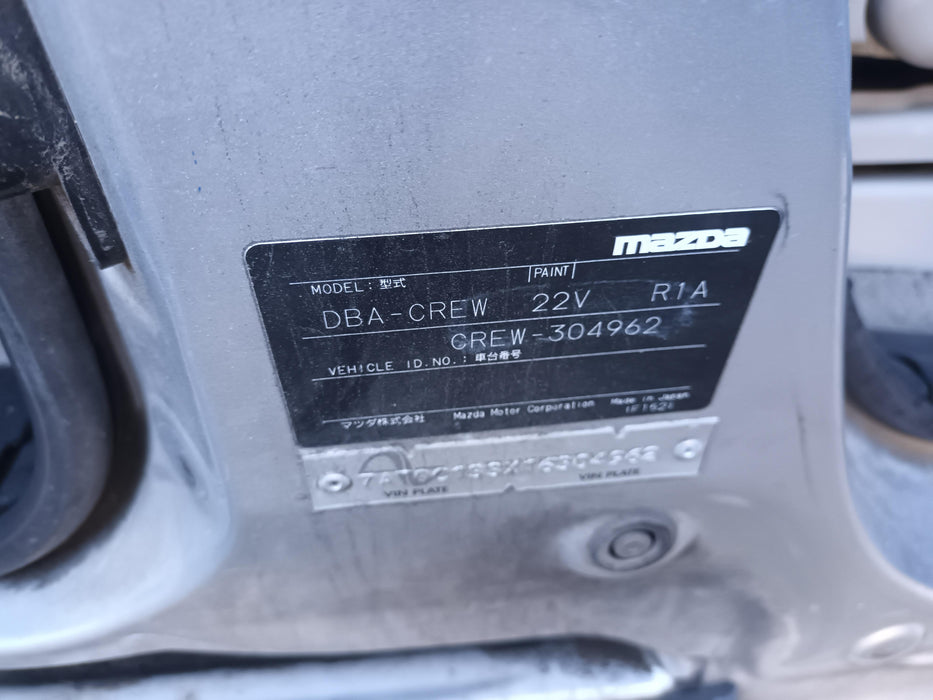 mazda
MODEL: 型式 PAINT
DBA-CREW 22V R1A
CREW-304962
VEHICLE ID.NO.: 車台番号
マツダ株式会社 Mazda Motor Corporation Made in Japan
VIN PLATE VIN PLATE